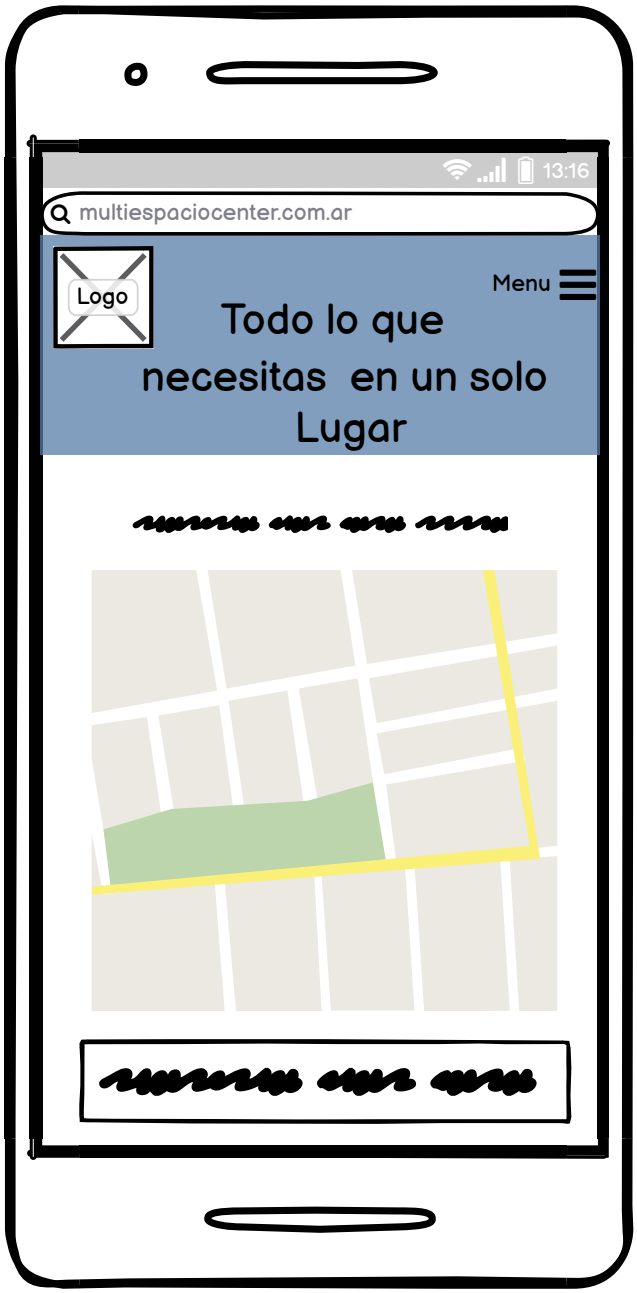 13:16
multiespaciocenter.com.ar
Logo
Menu
Todo lo que
necesitas en un solo
Lugar